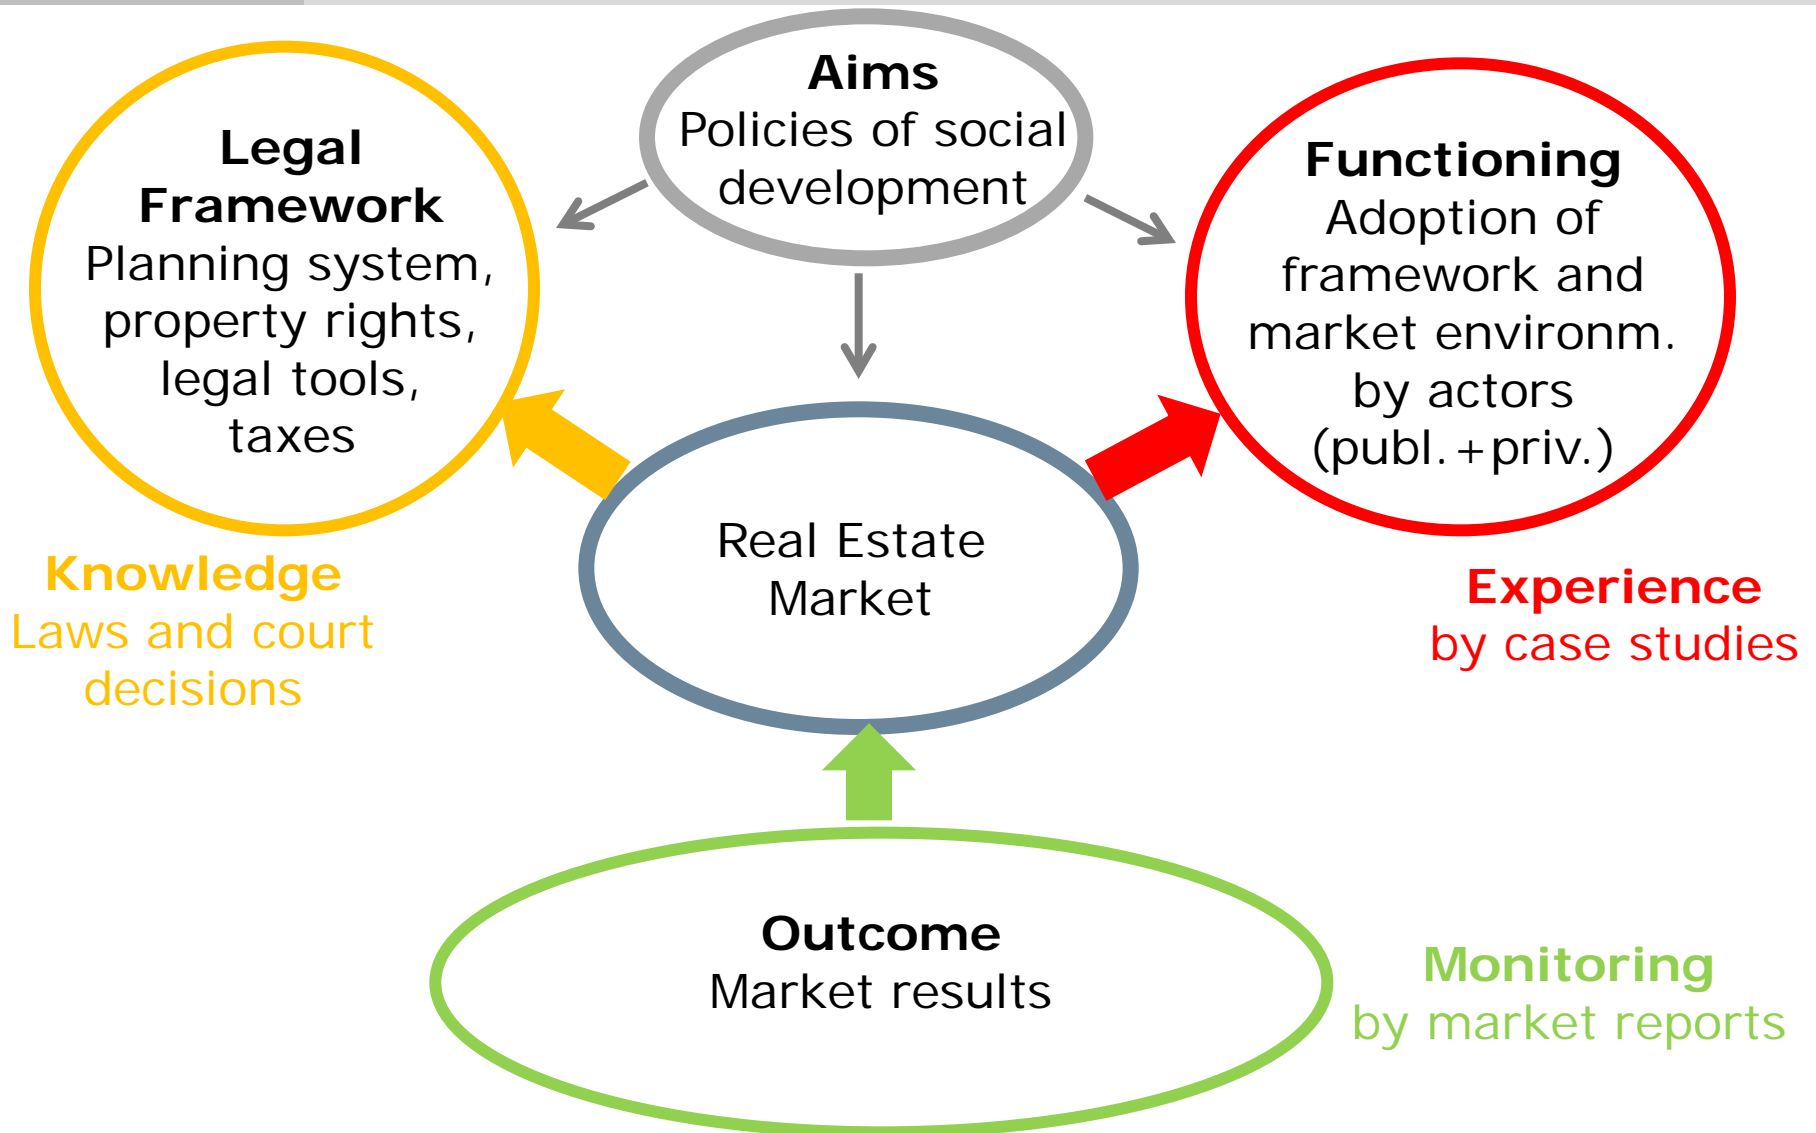 Aims
Policies of social
development
Legal
Framework
Planning system,
property rights,
legal tools,
taxes
Functioning
Adoption of
framework and
market environm.
by actors
(publ.+priv.)
Real Estate
Market
Knowledge
Laws and court
decisions
Experience
by case studies
Outcome
Market results
Monitoring
by market reports